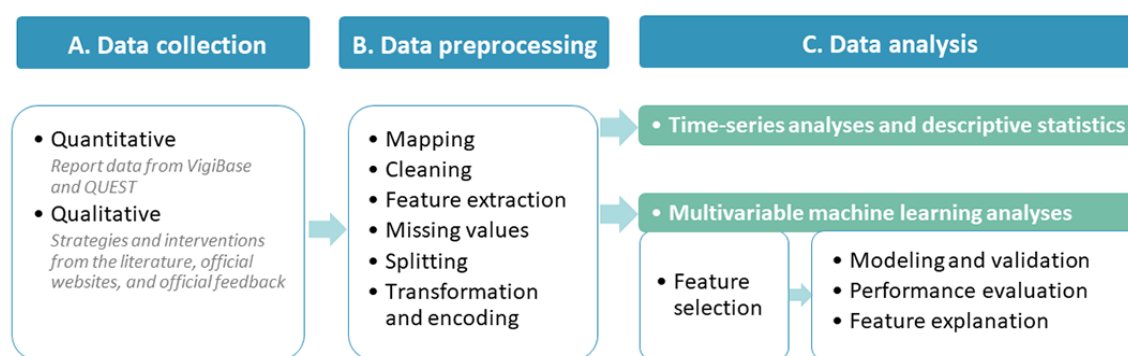 A. Data collection
B. Data preprocessing
C. Data analysis
• Quantitative
Report data from VigiBase
and QUEST
• Qualitative
Strategies and interventions
from the literature, official
websites, and official feedback
• Mapping
• Cleaning
• Feature extraction
• Missing values
• Splitting
• Transformation
and encoding
• Time-series analyses and descriptive statistics
• Multivariable machine learning analyses
• Feature
selection
• Modeling and validation
• Performance evaluation
• Feature explanation